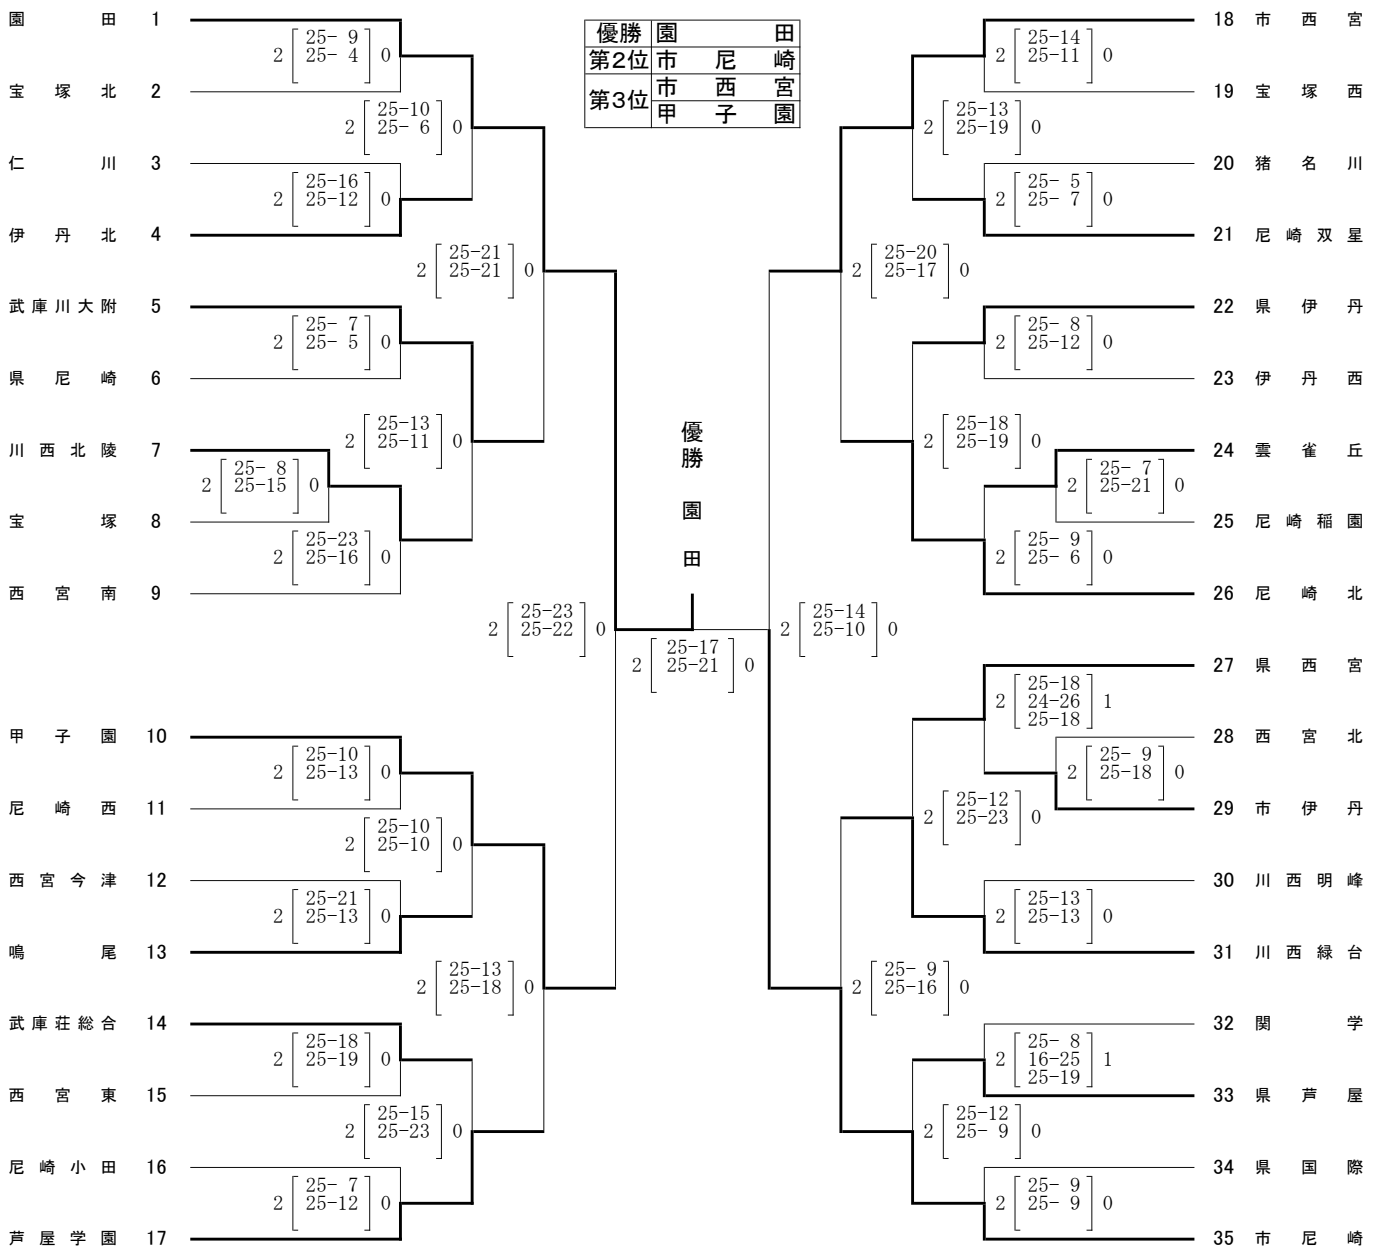 優勝 園田
第2位 市尼崎
第3位 市西宮
甲子園
園田 1
25- 9
2 25- 4 0
宝塚北 2
25-10
2 25- 6 0
仁川 3
25-16
2 25-12 0
伊丹北 4
25-21
2 25-21 0
武庫川大附 5
25- 7
2 25- 5 0
県尼崎 6
25-13
2 25-11 0
川西北陵 7
25- 8
2 25-15 0
宝塚 8
25-23
2 25-16 0
西宮南 9
25-23
2 25-22 0
甲子園 10
25-10
2 25-13 0
尼崎西 11
25-10
2 25-10 0
西宮今津 12
25-21
2 25-13 0
鳴尾 13
25-13
2 25-18 0
武庫荘総合 14
25-18
2 25-19 0
西宮東 15
25-15
2 25-23 0
尼崎小田 16
25- 7
2 25-12 0
芦屋学園 17
優勝 園田
25-17
2 25-21 0
18 市西宮
25-14
2 25-11 0
19 宝塚西
25-13
2 25-19 0
20 猪名川
25- 5
2 25- 7 0
21 尼崎双星
25-20
2 25-17 0
22 県伊丹
25- 8
2 25-12 0
23 伊丹西
25-18
2 25-19 0
24 雲雀丘
25- 7
2 25-21 0
25 尼崎稲園
25- 9
2 25- 6 0
26 尼崎北
25-14
2 25-10 0
27 県西宮
25-18
2 24-26 1
25-18
28 西宮北
25- 9
2 25-18 0
29 市伊丹
25-12
2 25-23 0
30 川西明峰
25-13
2 25-13 0
31 川西緑台
25- 9
2 25-16 0
32 関学
25- 8
2 16-25 1
25-19
33 県芦屋
25-12
2 25- 9 0
34 県国際
25- 9
2 25- 9 0
35 市尼崎